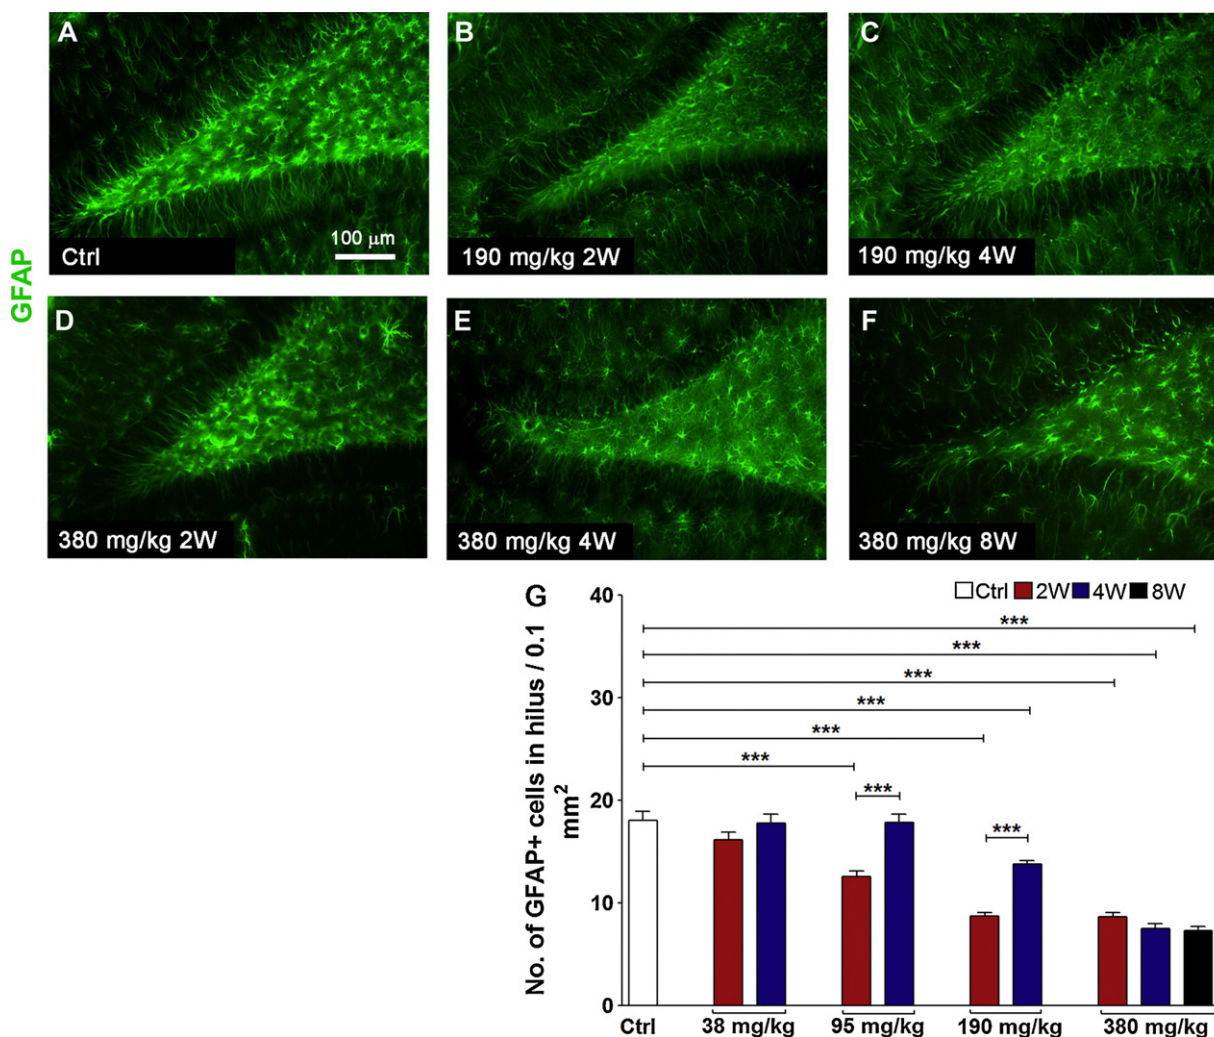 A
B
C
GFAP
100 µm
Ctrl
190 mg/kg 2W
190 mg/kg 4W
D
E
F
380 mg/kg 2W
380 mg/kg 4W
380 mg/kg 8W
G
Ctrl 2W 4W 8W
No. of GFAP+ cells in hilus / 0.1
mm²
40
30
20
10
0
***
***
***
***
***
***
***
***
Ctrl
38 mg/kg
95 mg/kg
190 mg/kg
380 mg/kg